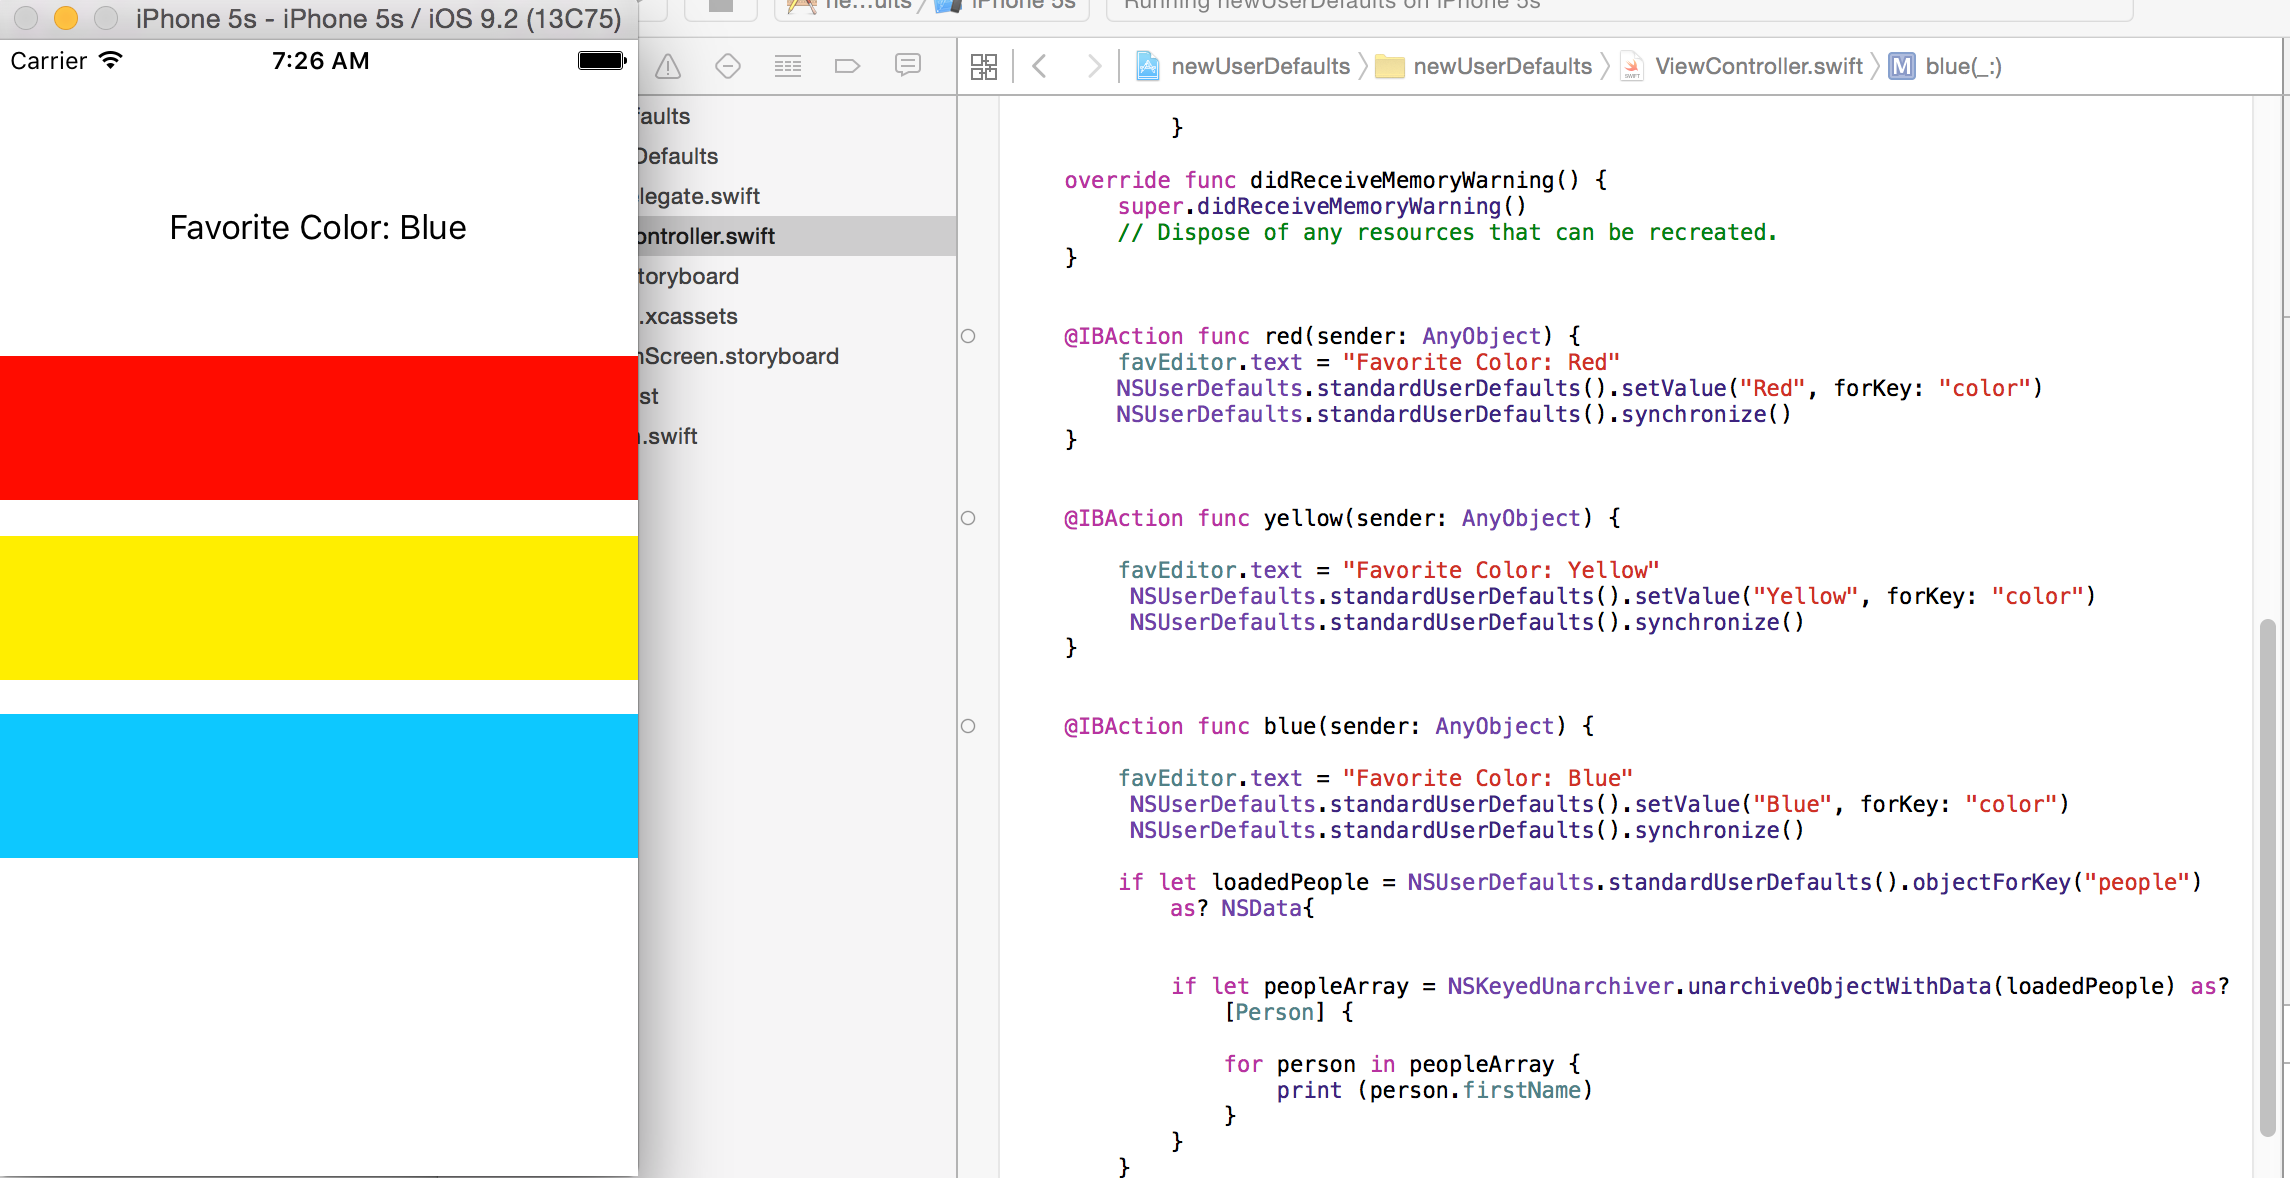 iPhone 5s - iPhone 5s / iOS 9.2 (13C75)
Carrier
7:26 AM
Favorite Color: Blue
iPhone 5s
Running newUserDefaults on iPhone 5s
newUserDefaults
newUserDefaults
ViewController.swift
M
blue(_:)
faults
Defaults
legate.swift
ontroller.swift
toryboard
.xcassets
hScreen.storyboard
st
.swift
}
override func didReceiveMemoryWarning() {
super.didReceiveMemoryWarning()
// Dispose of any resources that can be recreated.
}
@IBAction func red(sender: AnyObject) {
favEditor.text = "Favorite Color: Red"
NSUserDefaults.standardUserDefaults().setValue("Red", forKey: "color")
NSUserDefaults.standardUserDefaults().synchronize()
}
@IBAction func yellow(sender: AnyObject) {
favEditor.text = "Favorite Color: Yellow"
NSUserDefaults.standardUserDefaults().setValue("Yellow", forKey: "color")
NSUserDefaults.standardUserDefaults().synchronize()
}
@IBAction func blue(sender: AnyObject) {
favEditor.text = "Favorite Color: Blue"
NSUserDefaults.standardUserDefaults().setValue("Blue", forKey: "color")
NSUserDefaults.standardUserDefaults().synchronize()
if let loadedPeople = NSUserDefaults.standardUserDefaults().objectForKey("people")
as? NSData{
if let peopleArray = NSKeyedUnarchiver.unarchiveObjectWithData(loadedPeople) as?
[Person] {
for person in peopleArray {
print (person.firstName)
}
}
}